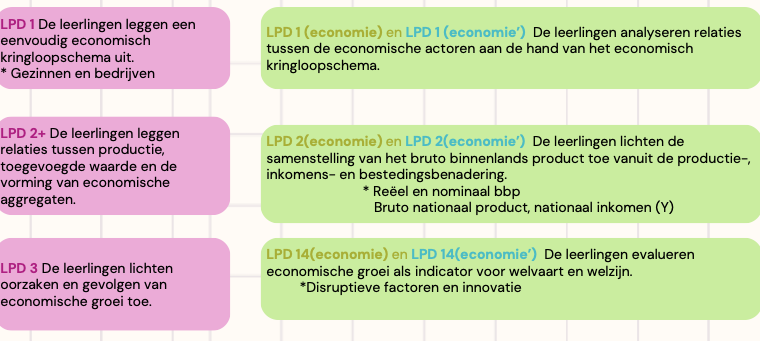 LPD 1 De leerlingen leggen een
eenvoudig economisch
kringloopschema uit.
* Gezinnen en bedrijven
LPD 1 (economie) en LPD 1 (economie’) De leerlingen analyseren relaties
tussen de economische actoren aan de hand van het economisch
kringloopschema.
LPD 2+ De leerlingen leggen
relaties tussen productie,
toegevoegde waarde en de
vorming van economische
aggregaten.
LPD 2(economie) en LPD 2(economie’) De leerlingen lichten de
samenstelling van het bruto binnenlands product toe vanuit de productie-,
inkomens- en bestedingsbenadering.
* Reëel en nominaal bbp
Bruto nationaal product, nationaal inkomen (Y)
LPD 3 De leerlingen lichten
oorzaken en gevolgen van
economische groei toe.
LPD 14(economie) en LPD 14(economie’) De leerlingen evalueren
economische groei als indicator voor welvaart en welzijn.
*Disruptieve factoren en innovatie